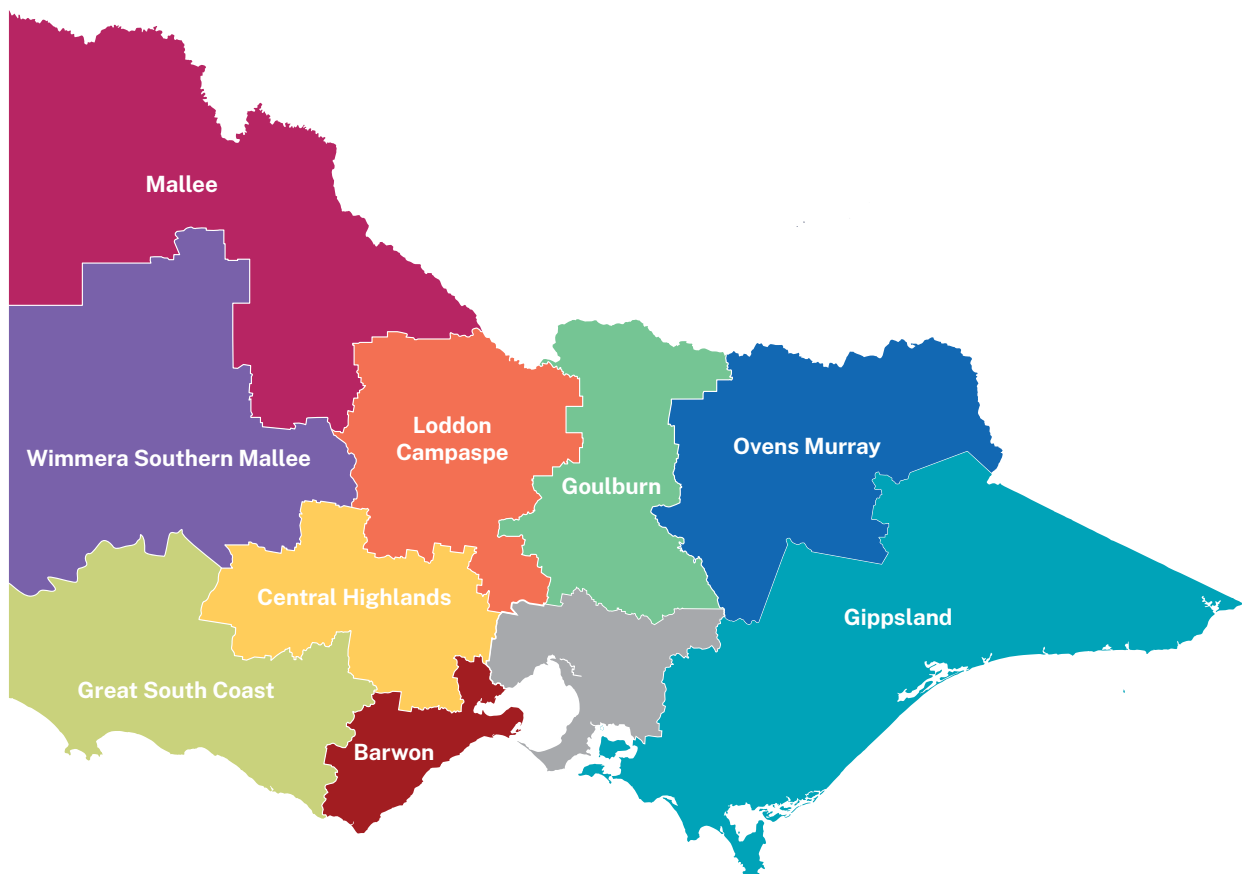 Mallee
Loddon
Campaspe
Ovens Murray
Wimmera Southern Mallee
Goulburn
Central Highlands
Gippsland
Great South Coast
Barwon